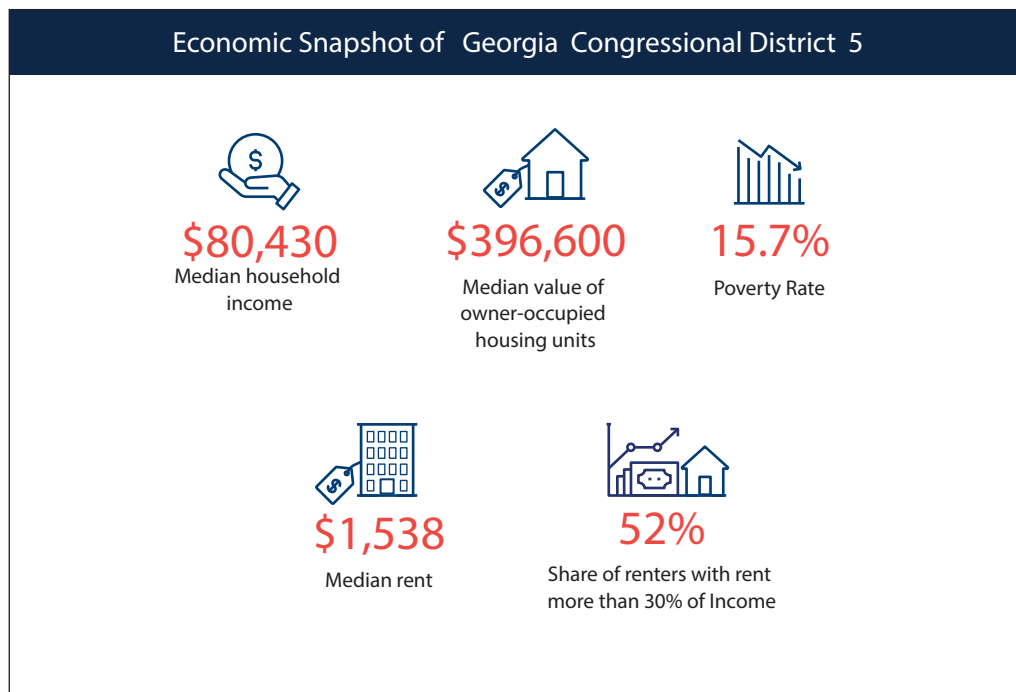 Economic Snapshot of Georgia Congressional District 5
$
$80,430
Median household
income
$
$396,600
Median value of
owner-occupied
housing units
15.7%
Poverty Rate
$
$1,538
Median rent
52%
Share of renters with rent
more than 30% of Income